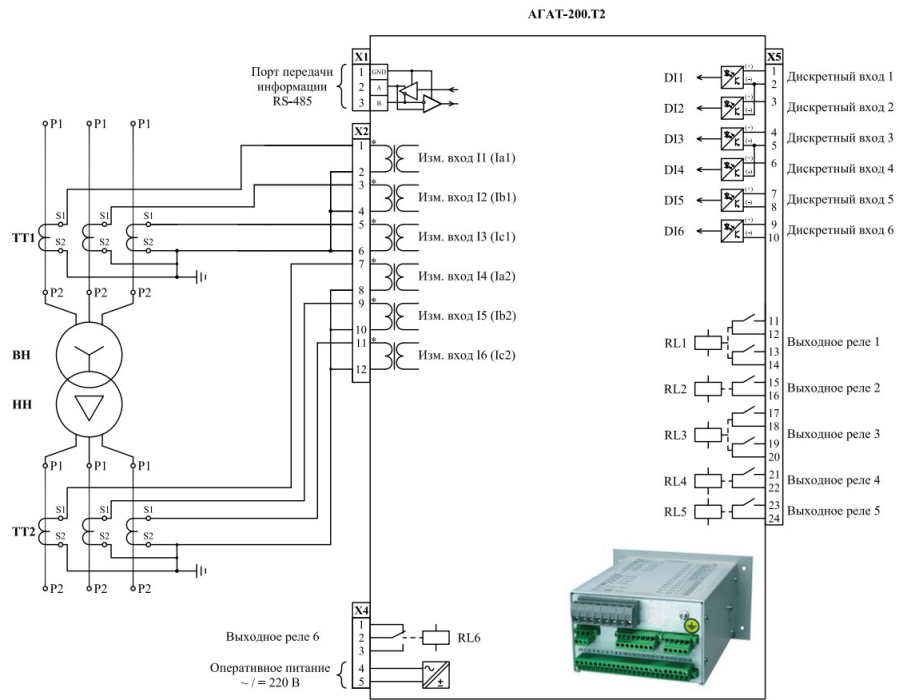 АГАТ-200.Т2
X1
Порт передачи
информации
RS-485
1 GND
2 A
3 B
X2
1 * Изм. вход I1 (Ia1)
2
3 * Изм. вход I2 (Ib1)
4
5 * Изм. вход I3 (Ic1)
6
7 * Изм. вход I4 (Ia2)
8
9 * Изм. вход I5 (Ib2)
10
11 * Изм. вход I6 (Ic2)
12
P1 P1 P1
S1 S1 S1
ТТ1
S2 S2 S2
P2 P2 P2
ВН
НН
P1 P1 P1
S1 S1 S1
ТТ2
S2 S2 S2
P2 P2 P2
X4
Выходное реле 6
1
2
3
RL6
Оперативное питание
~ / = 220 В
4 ~
5 ±
X5
DI1 (+) 1 Дискретный вход 1
(-) 2
DI2 (+) 3 Дискретный вход 2
(-)
DI3 (+) 4 Дискретный вход 3
(-) 5
DI4 (+) 6 Дискретный вход 4
(-)
DI5 (+) 7 Дискретный вход 5
(-) 8
DI6 (+) 9 Дискретный вход 6
(-) 10
RL1 11 Выходное реле 1
12
13
14
RL2 15 Выходное реле 2
16
RL3 17 Выходное реле 3
18
19
20
RL4 21 Выходное реле 4
22
RL5 23 Выходное реле 5
24